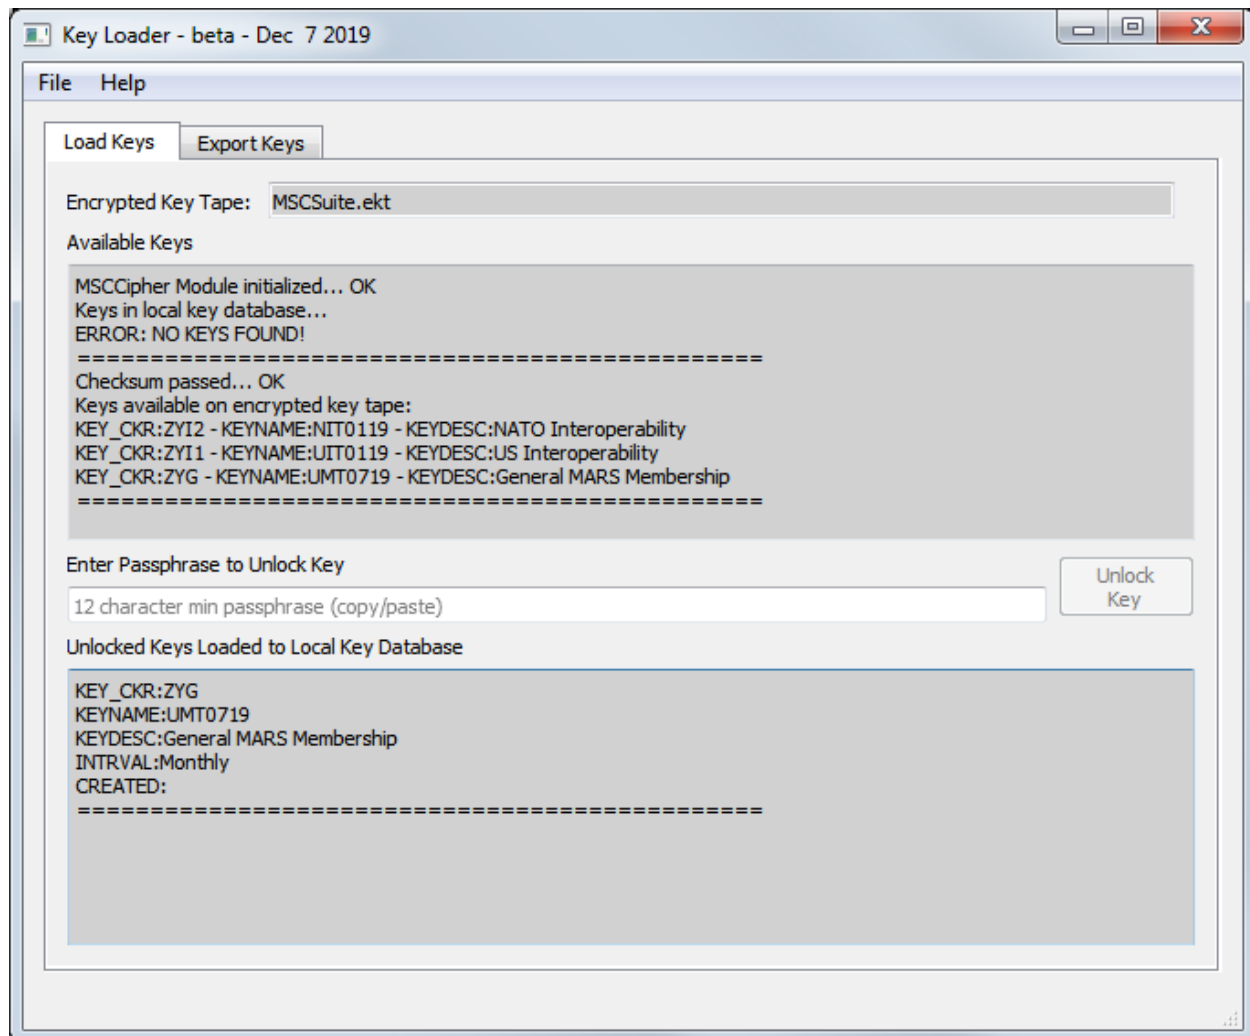 Key Loader - beta - Dec 7 2019
File Help
Load Keys Export Keys
Encrypted Key Tape: MSCSuite.ekt
Available Keys
MSCCipher Module initialized... OK
Keys in local key database...
ERROR: NO KEYS FOUND!
===============================================
Checksum passed... OK
Keys available on encrypted key tape:
KEY_CKR:ZYI2 - KEYNAME:NIT0119 - KEYDESC:NATO Interoperability
KEY_CKR:ZYI1 - KEYNAME:UIT0119 - KEYDESC:US Interoperability
KEY_CKR:ZYG - KEYNAME:UMT0719 - KEYDESC:General MARS Membership
===============================================
Enter Passphrase to Unlock Key
12 character min passphrase (copy/paste)
Unlock
Key
Unlocked Keys Loaded to Local Key Database
KEY_CKR:ZYG
KEYNAME:UMT0719
KEYDESC:General MARS Membership
INTRVAL:Monthly
CREATED:
===============================================